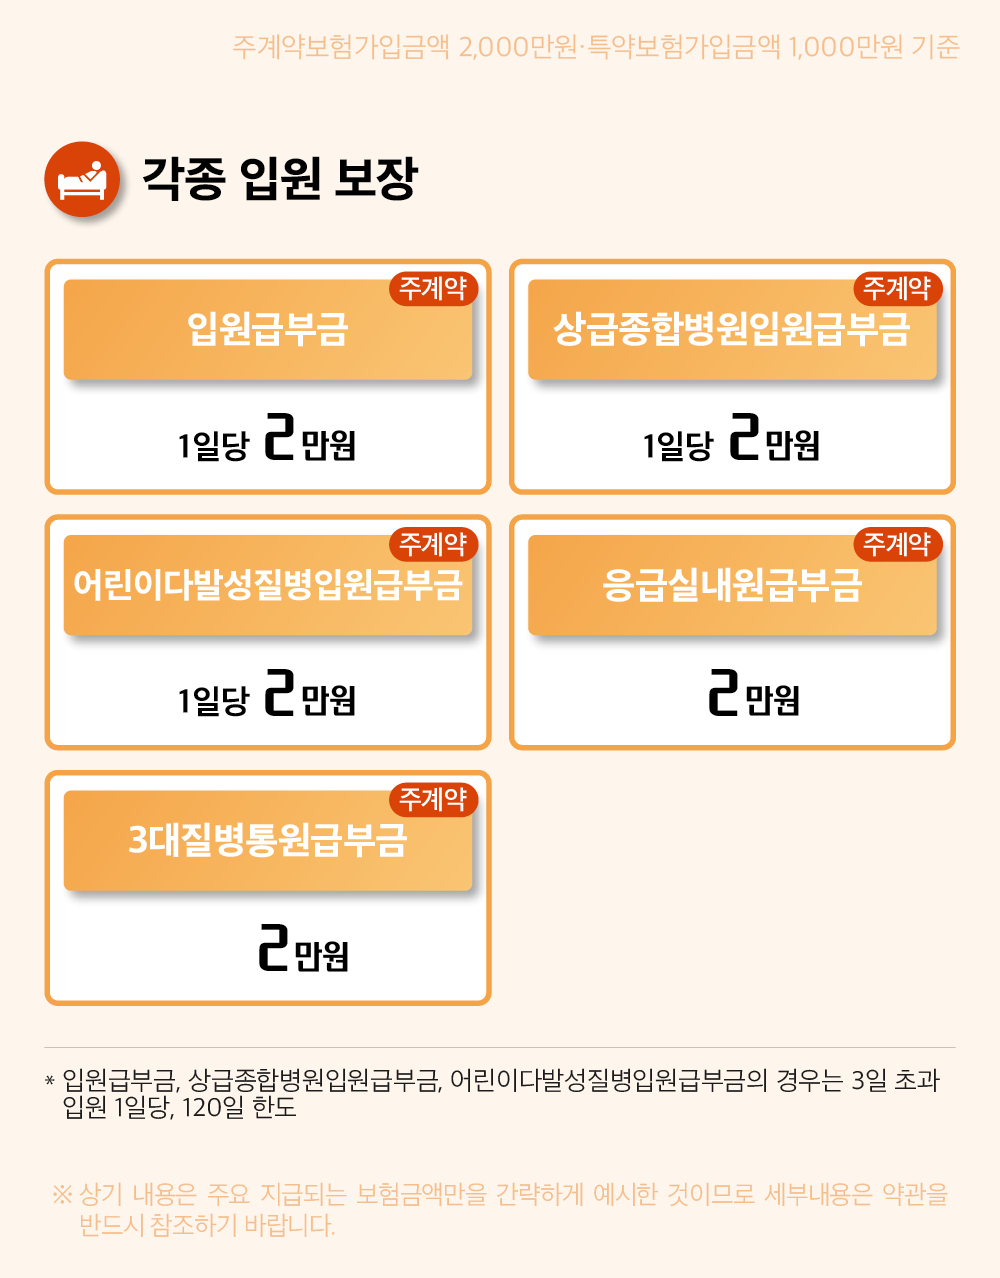 주계약보험가입금액 2,000만원·특약보험가입금액 1,000만원 기준
각종 입원 보장
주계약
입원급부금
1일당 2만원
주계약
상급종합병원입원급부금
1일당 2만원
주계약
어린이다발성질병입원급부금
1일당 2만원
주계약
응급실내원급부금
2만원
주계약
3대질병통원급부금
2만원
* 입원급부금, 상급종합병원입원급부금, 어린이다발성질병입원급부금의 경우는 3일 초과
입원 1일당, 120일 한도
※ 상기 내용은 주요 지급되는 보험금액만을 간략하게 예시한 것이므로 세부내용은 약관을
반드시 참조하기 바랍니다.